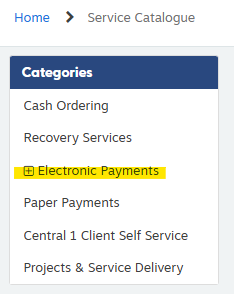 Home > Service Catalogue
Categories
Cash Ordering
Recovery Services
Electronic Payments
Paper Payments
Central 1 Client Self Service
Projects & Service Delivery